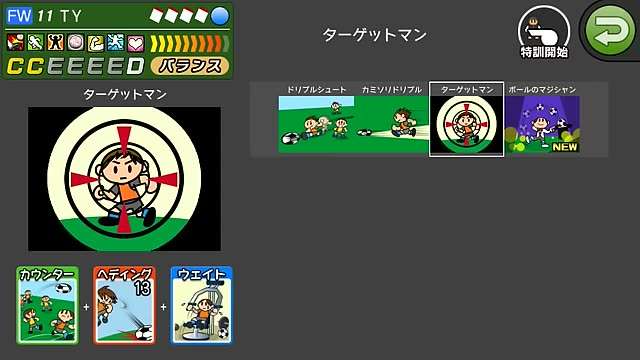 FW 11 TY
CCEEEED バランス
ターゲットマン
カウンター
ヘディング
13
ウエイト
ターゲットマン
特訓開始
ドリブルシュート
カミソリドリブル
ターゲットマン
ボールのマジシャン
NEW